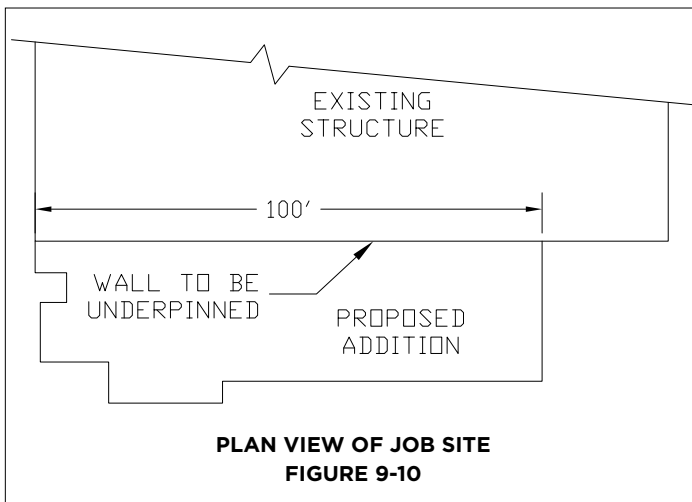 EXISTING
STRUCTURE
100'
WALL TO BE
UNDERPINNED
PROPOSED
ADDITION
PLAN VIEW OF JOB SITE
FIGURE 9-10